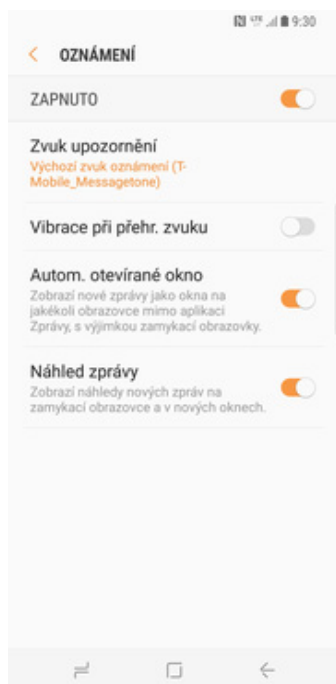 LTE 9:30
OZNÁMENÍ
ZAPNUTO
Zvuk upozornění
Výchozí zvuk oznámení (T-
Mobile_Messagetone)
Vibrace při přehr. zvuku
Autom. otevírané okno
Zobrazí nové zprávy jako okna na
jakékoli obrazovce mimo aplikaci
Zprávy, s výjimkou zamykací obrazovky.
Náhled zprávy
Zobrazí náhledy nových zpráv na
zamykací obrazovce a v nových oknech.